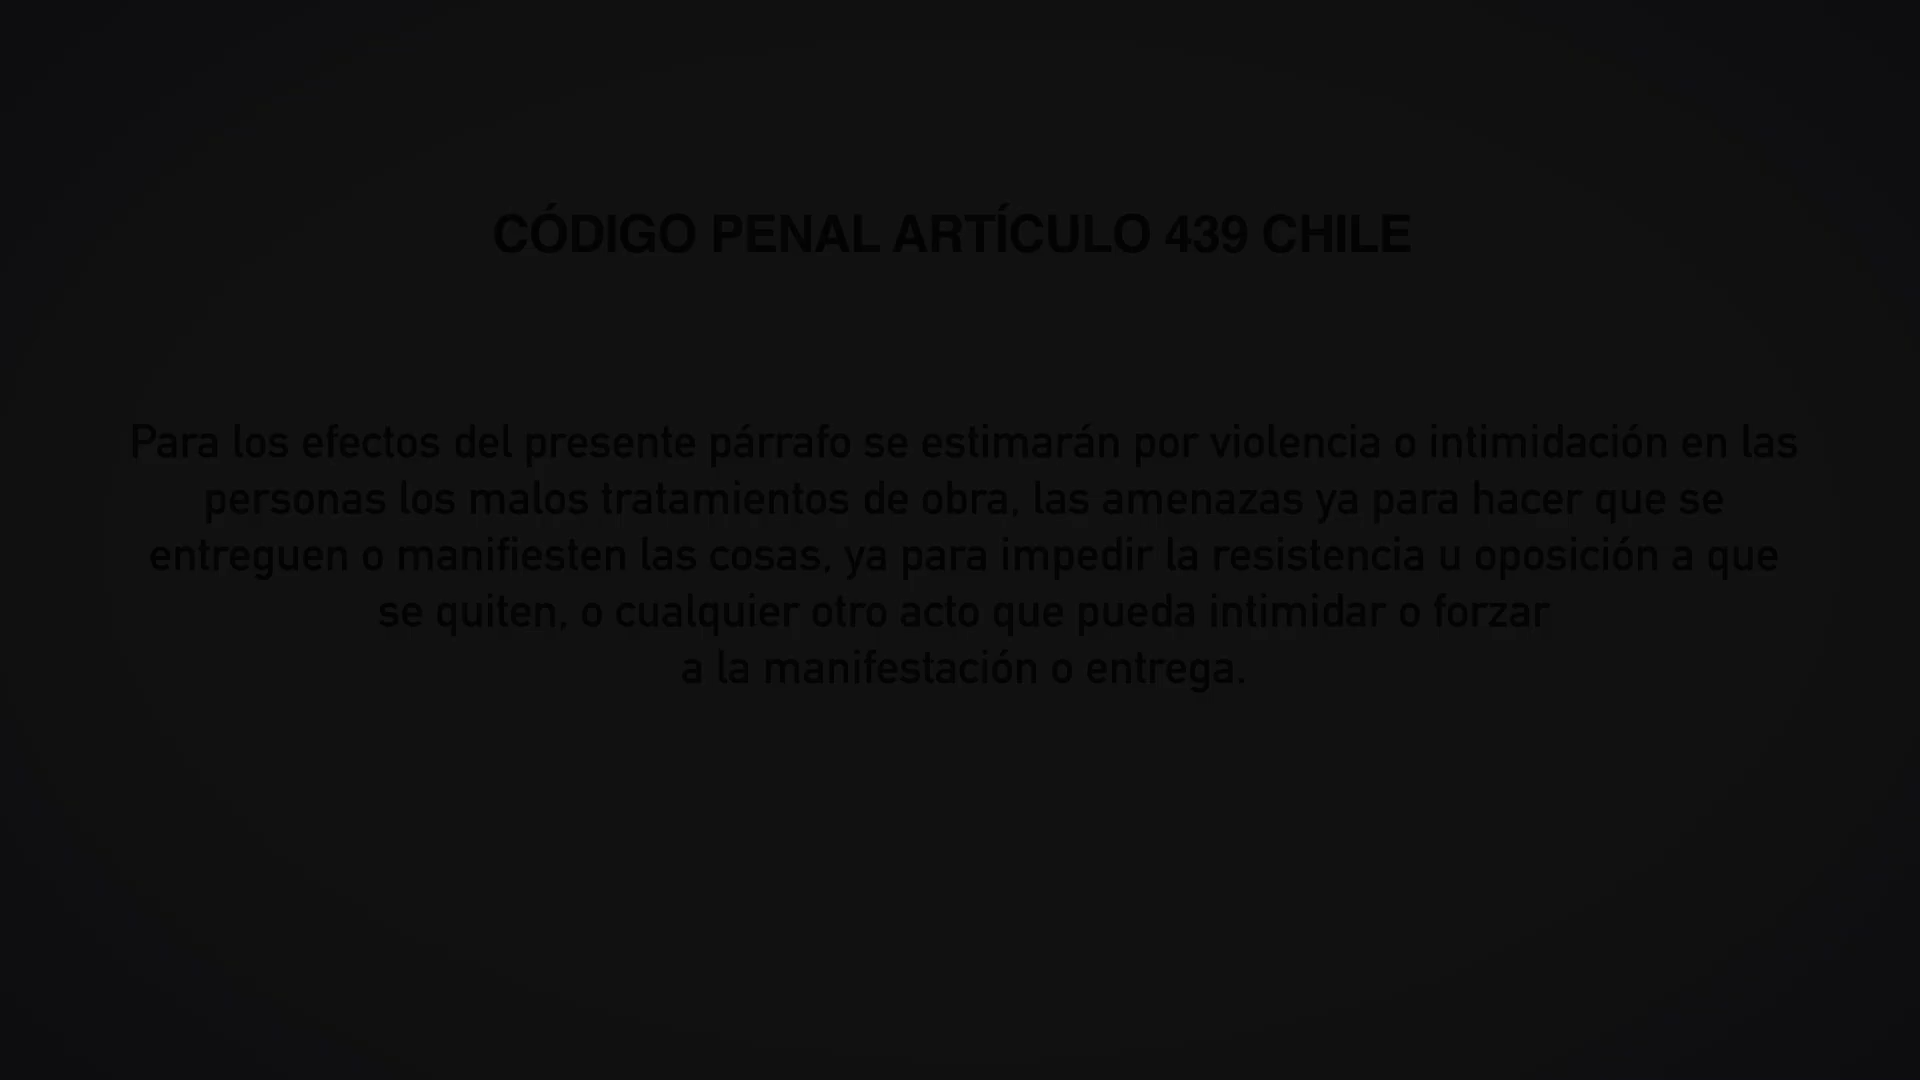 CÓDIGO PENAL ARTÍCULO 439 CHILE
Para los efectos del presente párrafo se estimarán por violencia o intimidación en las
personas los malos tratamientos de obra, las amenazas ya para hacer que se
entreguen o manifiesten las cosas, ya para impedir la resistencia u oposición a que
se quiten, o cualquier otro acto que pueda intimidar o forzar
a la manifestación o entrega.